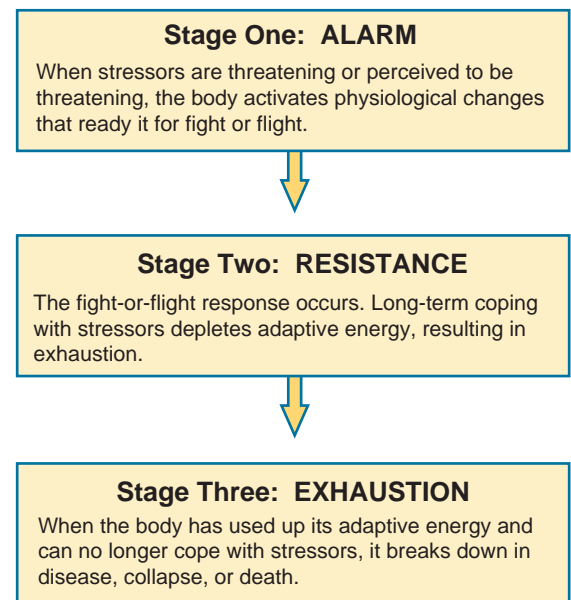 Stage One: ALARM
When stressors are threatening or perceived to be
threatening, the body activates physiological changes
that ready it for fight or flight.
Stage Two: RESISTANCE
The fight-or-flight response occurs. Long-term coping
with stressors depletes adaptive energy, resulting in
exhaustion.
Stage Three: EXHAUSTION
When the body has used up its adaptive energy and
can no longer cope with stressors, it breaks down in
disease, collapse, or death.